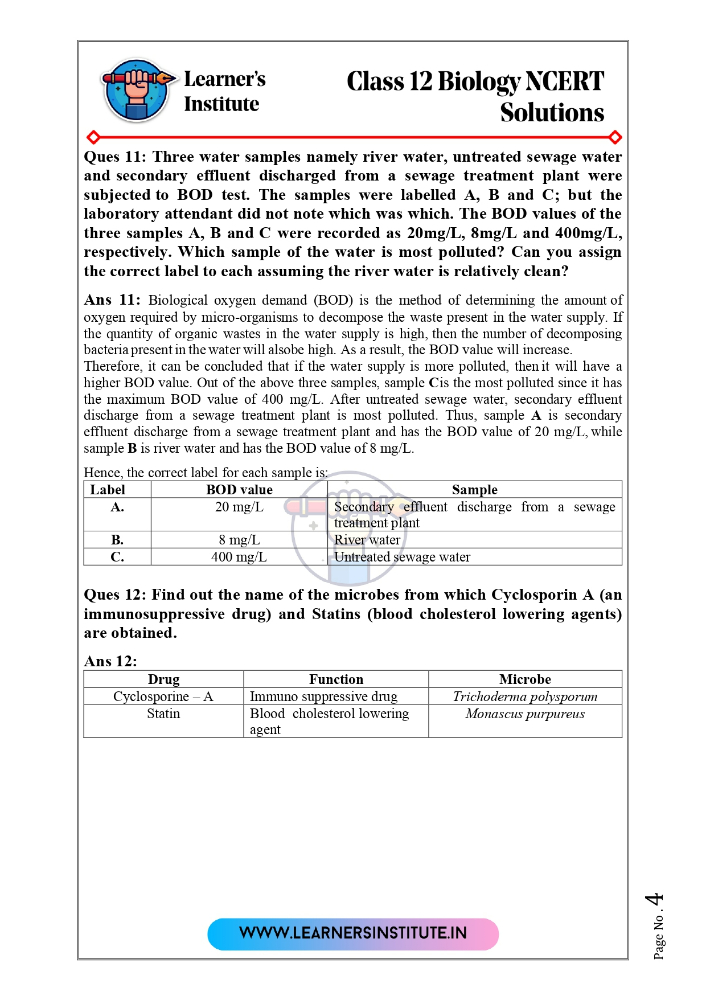 Learner's
Institute
Class 12 Biology NCERT
Solutions
Ques 11: Three water samples namely river water, untreated sewage water
and secondary effluent discharged from a sewage treatment plant were
subjected to BOD test. The samples were labelled A, B and C; but the
laboratory attendant did not note which was which. The BOD values of the
three samples A, B and C were recorded as 20mg/L, 8mg/L and 400mg/L,
respectively. Which sample of the water is most polluted? Can you assign
the correct label to each assuming the river water is relatively clean?
Ans 11: Biological oxygen demand (BOD) is the method of determining the amount of
oxygen required by micro-organisms to decompose the waste present in the water supply. If
the quantity of organic wastes in the water supply is high, then the number of decomposing
bacteria present in the water will alsobe high. As a result, the BOD value will increase.
Therefore, it can be concluded that if the water supply is more polluted, then it will have a
higher BOD value. Out of the above three samples, sample C is the most polluted since it has
the maximum BOD value of 400 mg/L. After untreated sewage water, secondary effluent
discharge from a sewage treatment plant is most polluted. Thus, sample A is secondary
effluent discharge from a sewage treatment plant and has the BOD value of 20 mg/L, while
sample B is river water and has the BOD value of 8 mg/L.
Hence, the correct label for each sample is:
Label BOD value Sample
A. 20 mg/L Secondary effluent discharge from a sewage
treatment plant
B. 8 mg/L River water
C. 400 mg/L Untreated sewage water
Ques 12: Find out the name of the microbes from which Cyclosporin A (an
immunosuppressive drug) and Statins (blood cholesterol lowering agents)
are obtained.
Ans 12:
Drug Function Microbe
Cyclosporine – A Immuno suppressive drug Trichoderma polysporum
Statin Blood cholesterol lowering Monascus purpureus
agent
WWW.LEARNERSINSTITUTE.IN
Page No. 4